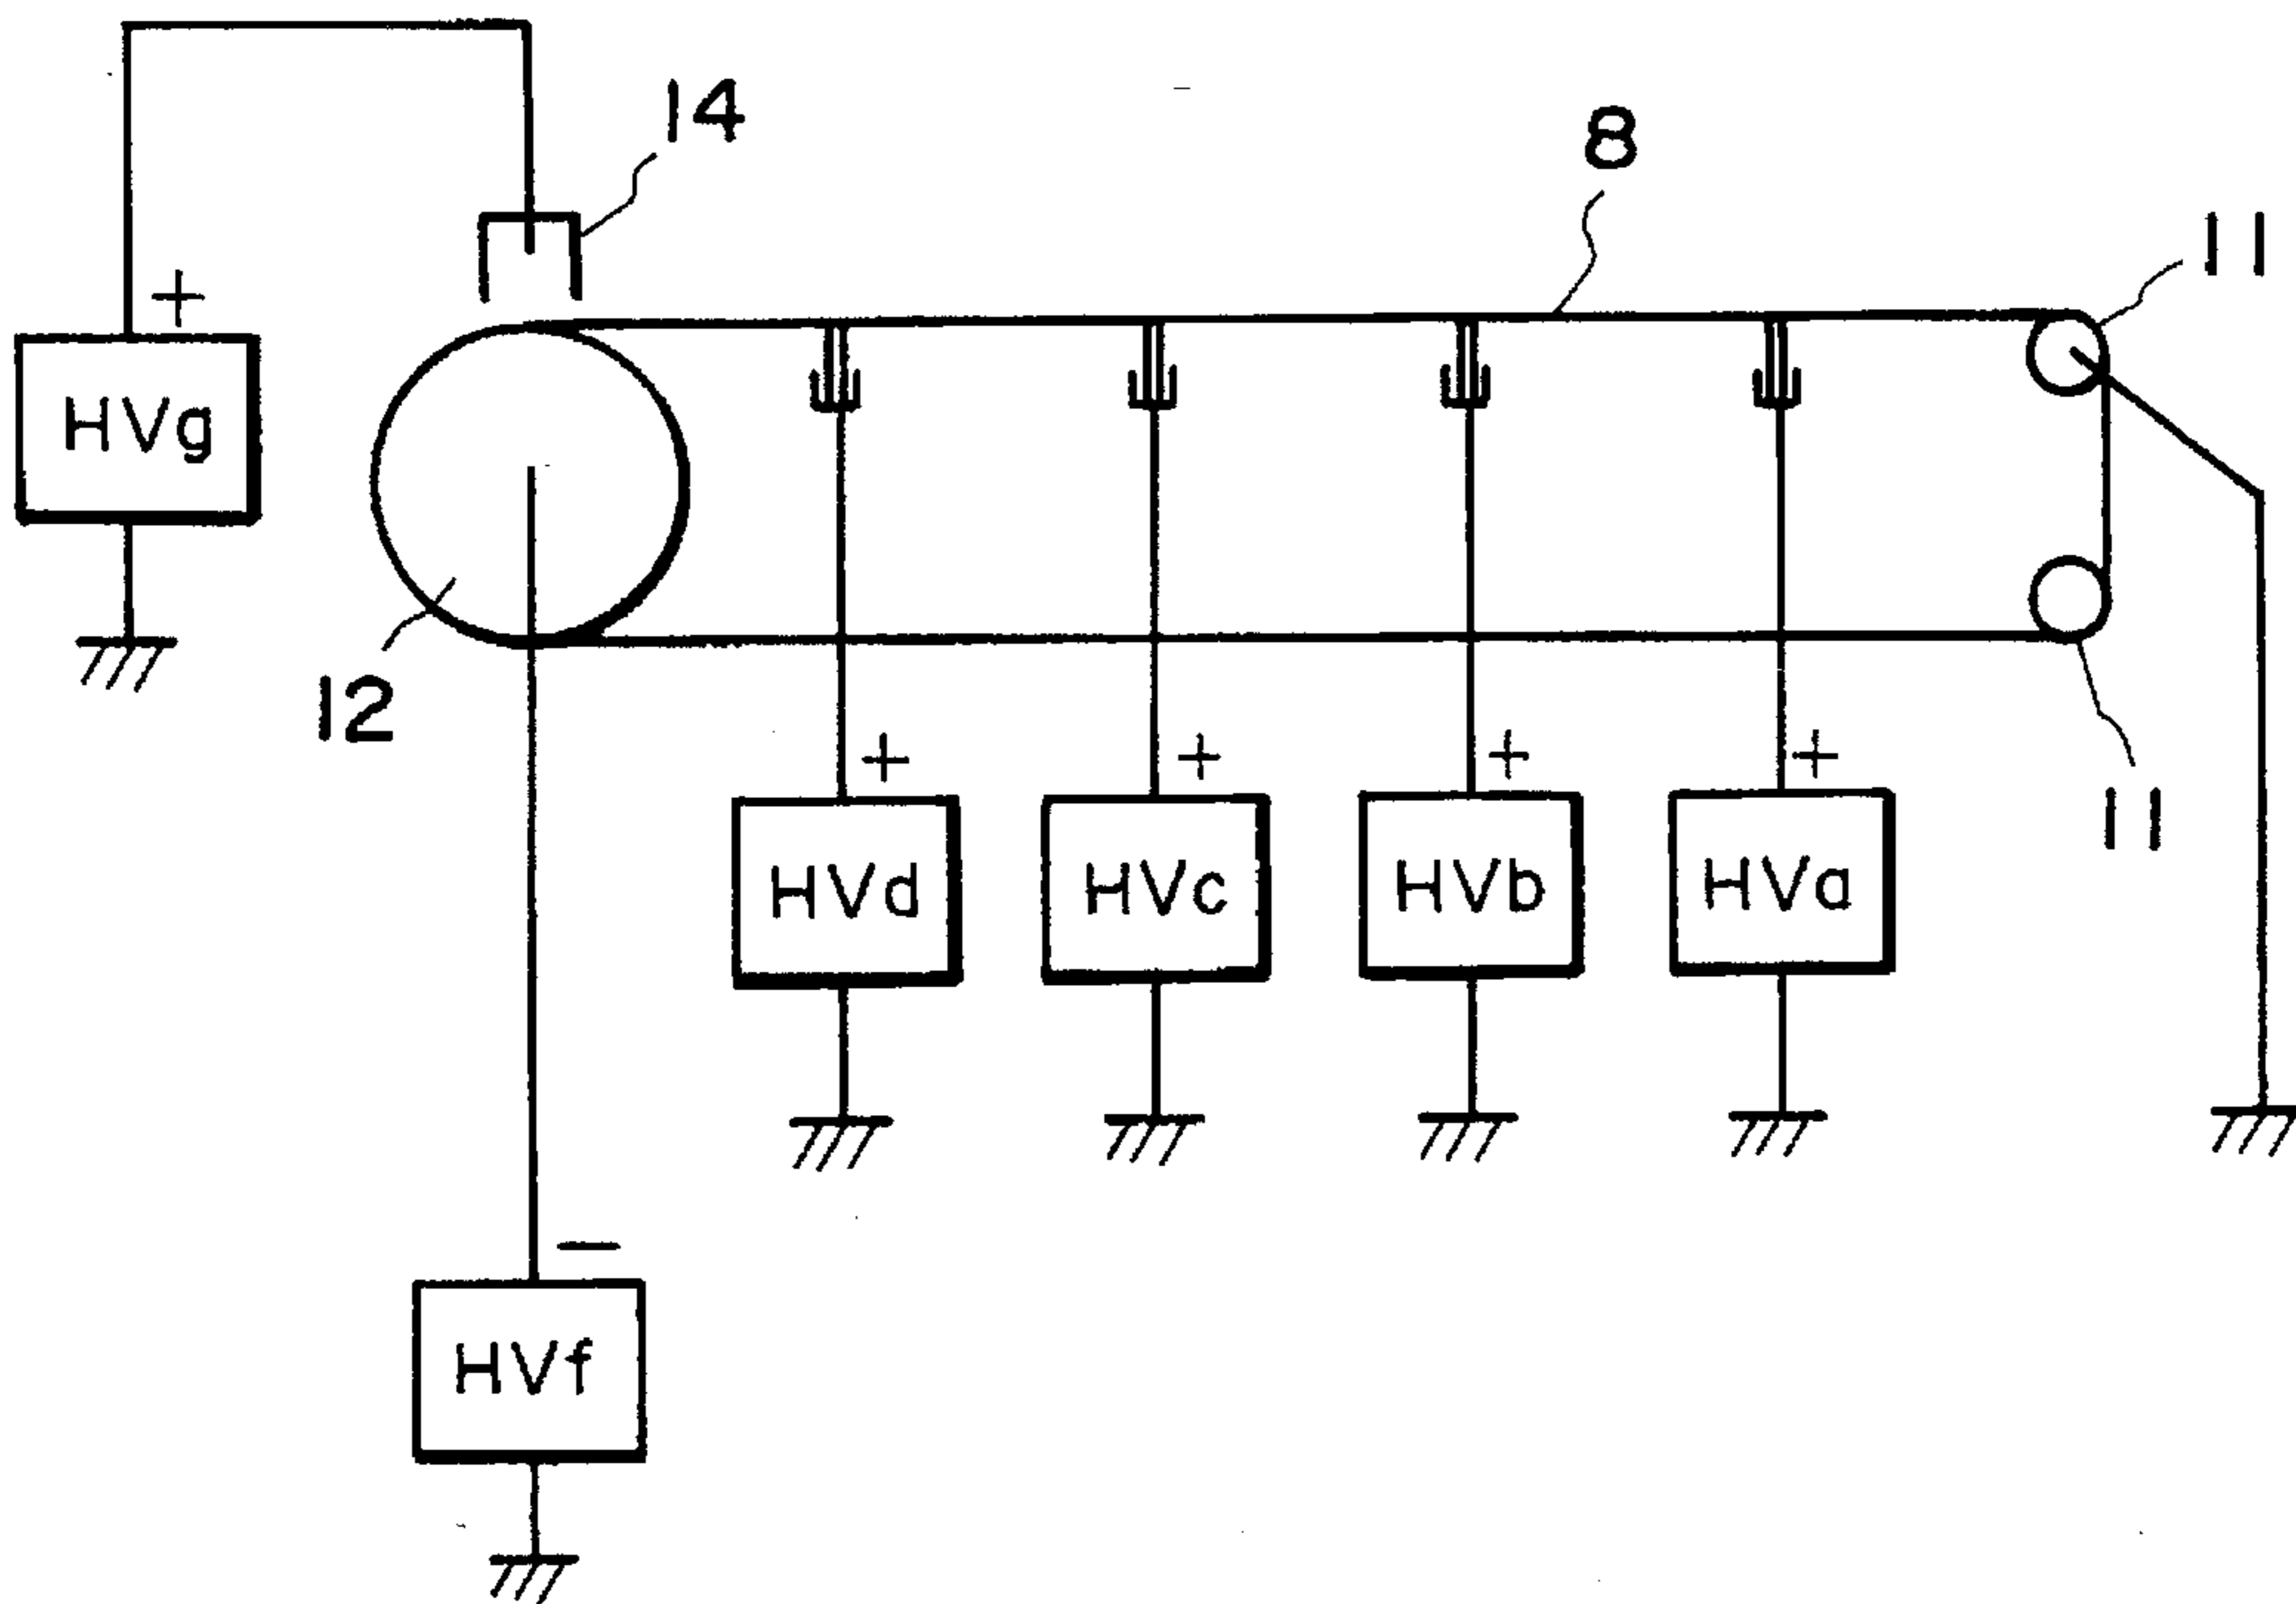 14
8
11
+
HVg
12
+ + + +
11
HVd HVc HVb HVa
−
HVf